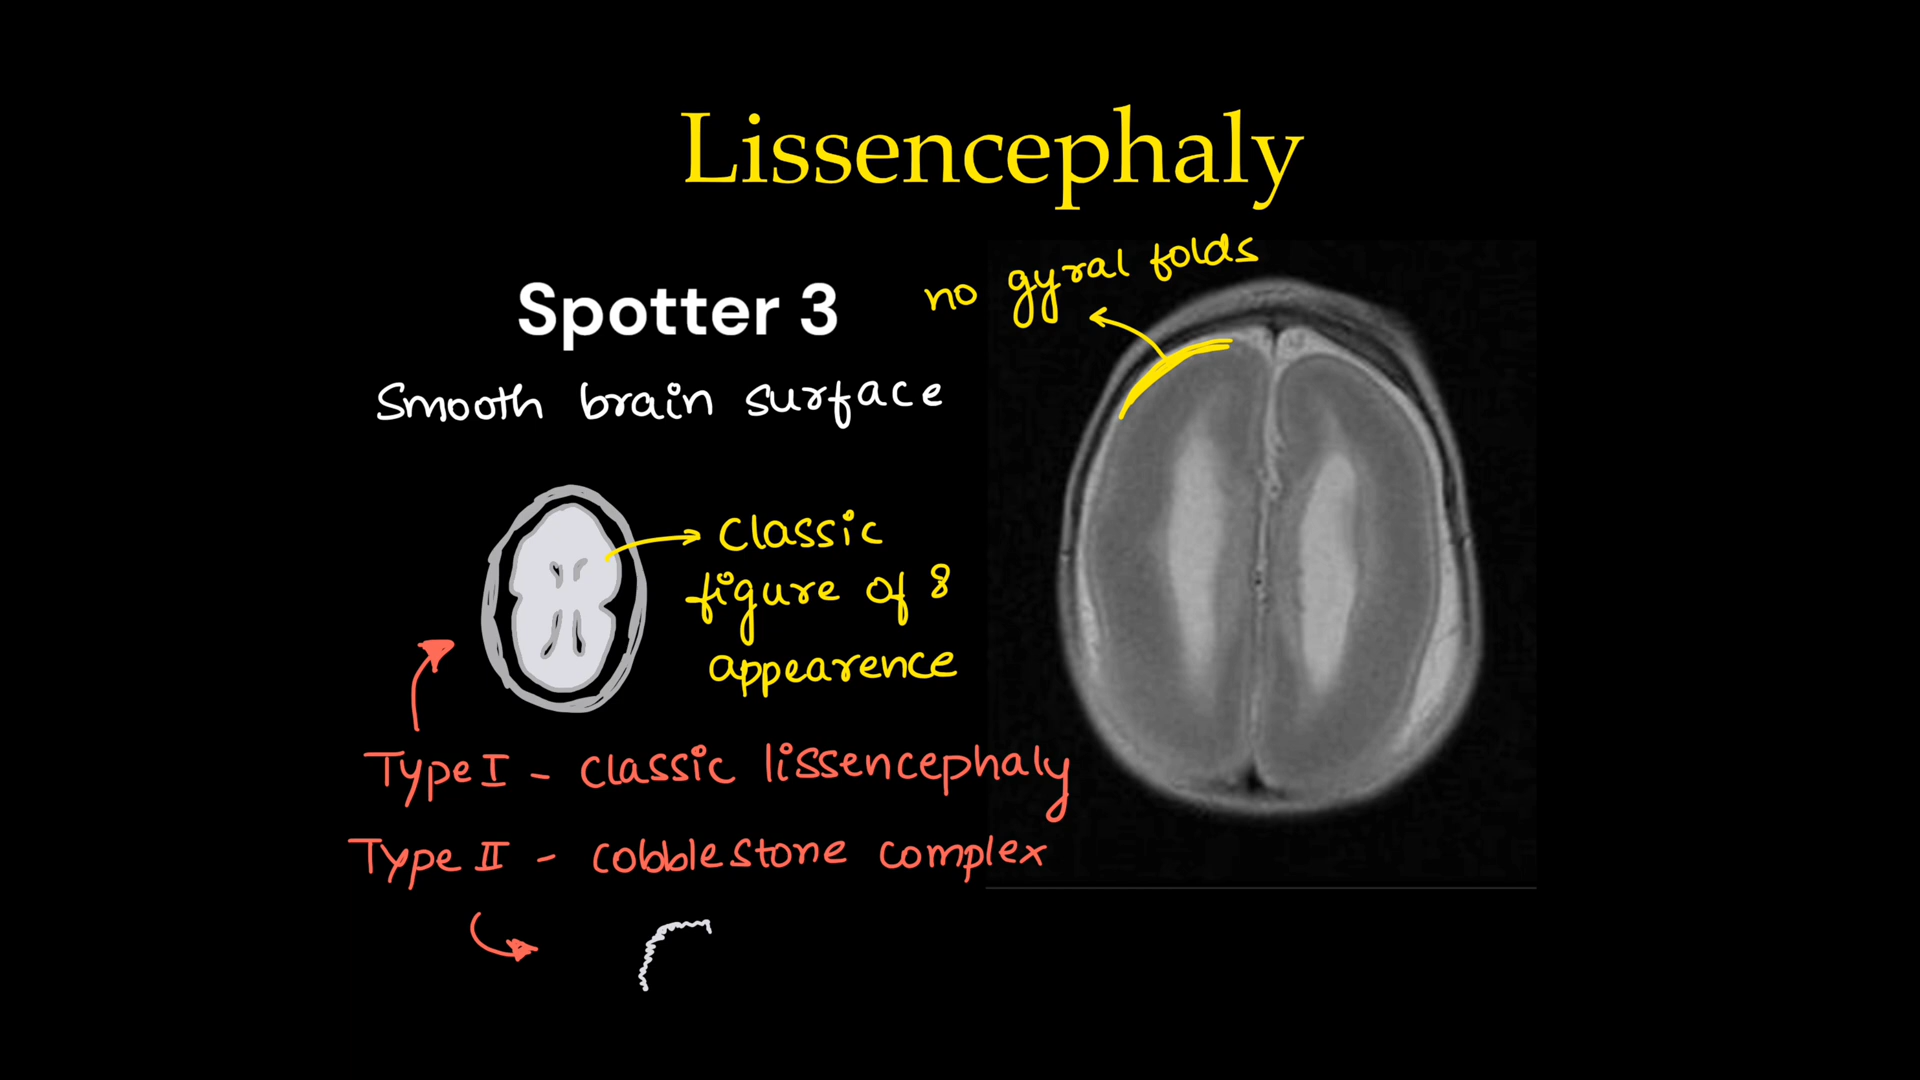 Lissencephaly
no gyral folds
Spotter 3
Smooth brain surface
Classic
figure of 8
appearence
Type I - classic lissencephaly
Type II - cobblestone complex